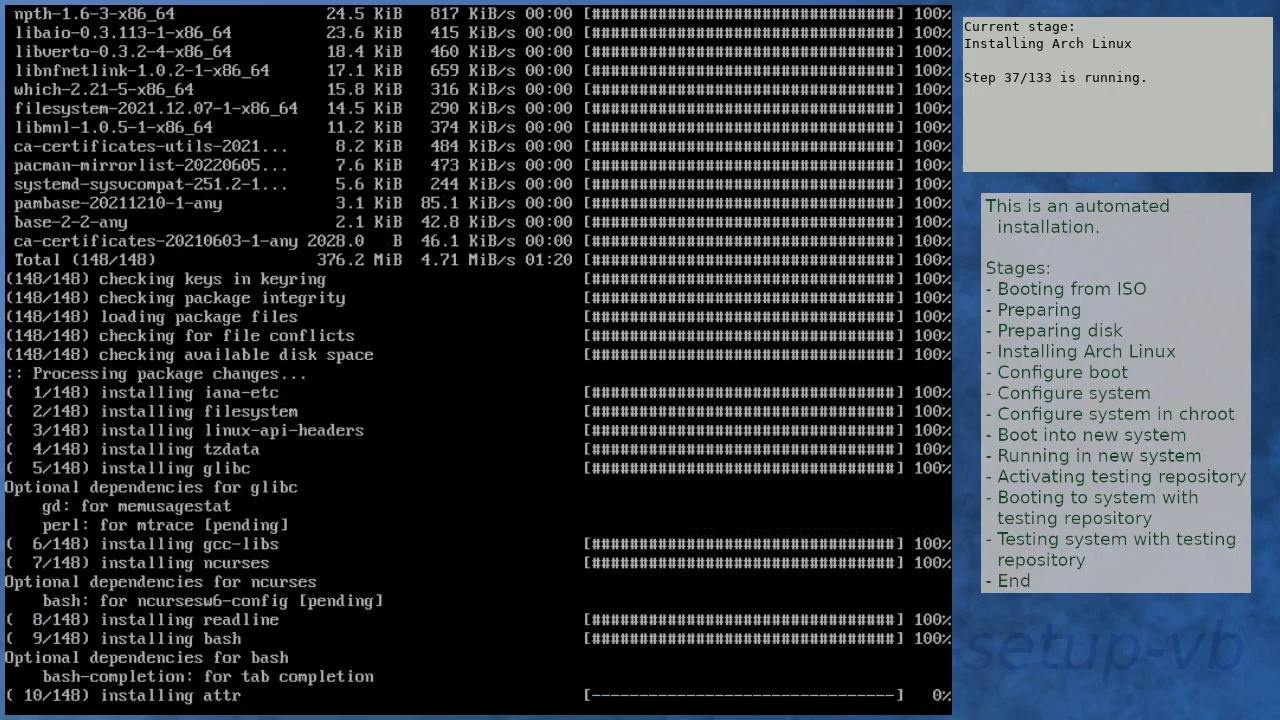 npth-1.6-3-x86_64 24.5 KiB 817 KiB/s 00:00 [################################] 100%
libaio-0.3.113-1-x86_64 23.6 KiB 415 KiB/s 00:00 [################################] 100%
libverto-0.3.2-4-x86_64 18.4 KiB 460 KiB/s 00:00 [################################] 100%
libnfnetlink-1.0.2-1-x86_64 17.1 KiB 659 KiB/s 00:00 [################################] 100%
which-2.21-5-x86_64 15.8 KiB 316 KiB/s 00:00 [################################] 100%
filesystem-2021.12.07-1-x86_64 14.5 KiB 290 KiB/s 00:00 [################################] 100%
libmnl-1.0.5-1-x86_64 11.2 KiB 374 KiB/s 00:00 [################################] 100%
ca-certificates-utils-2021... 8.2 KiB 484 KiB/s 00:00 [################################] 100%
pacman-mirrorlist-20220605... 7.6 KiB 473 KiB/s 00:00 [################################] 100%
systemd-sysvcompat-251.2-1... 5.6 KiB 244 KiB/s 00:00 [################################] 100%
pambase-20211210-1-any 3.1 KiB 85.1 KiB/s 00:00 [################################] 100%
base-2-2-any 2.1 KiB 42.8 KiB/s 00:00 [################################] 100%
ca-certificates-20210603-1-any 2028.0 B 46.1 KiB/s 00:00 [################################] 100%
Total (148/148) 376.2 MiB 4.71 MiB/s 01:20 [################################] 100%
(148/148) checking keys in keyring [################################] 100%
(148/148) checking package integrity [################################] 100%
(148/148) loading package files [################################] 100%
(148/148) checking for file conflicts [################################] 100%
(148/148) checking available disk space [################################] 100%
:: Processing package changes...
( 1/148) installing iana-etc [################################] 100%
( 2/148) installing filesystem [################################] 100%
( 3/148) installing linux-api-headers [################################] 100%
( 4/148) installing tzdata [################################] 100%
( 5/148) installing glibc [################################] 100%
Optional dependencies for glibc
gd: for memusagestat
perl: for mtrace [pending]
( 6/148) installing gcc-libs [################################] 100%
( 7/148) installing ncurses [################################] 100%
Optional dependencies for ncurses
bash: for ncursesw6-config [pending]
( 8/148) installing readline [################################] 100%
( 9/148) installing bash [################################] 100%
Optional dependencies for bash
bash-completion: for tab completion
( 10/148) installing attr [--------------------------------] 0%
Current stage:
Installing Arch Linux
Step 37/133 is running.
This is an automated
installation.
Stages:
- Booting from ISO
- Preparing
- Preparing disk
- Installing Arch Linux
- Configure boot
- Configure system
- Configure system in chroot
- Boot into new system
- Running in new system
- Activating testing repository
- Booting to system with
testing repository
- Testing system with testing
repository
- End
setup-vb